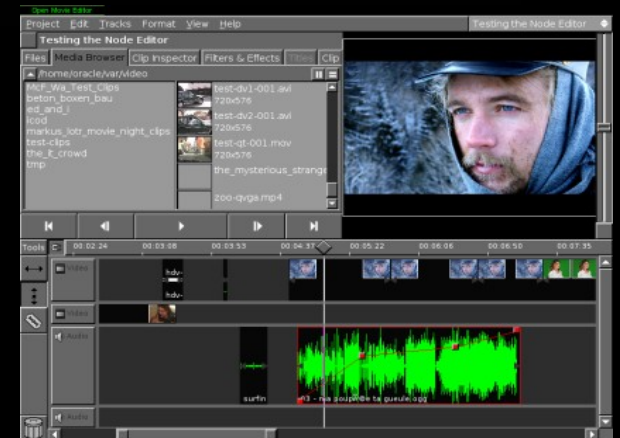 Open Movie Editor
Project Edit Tracks Format View Help
Testing the Node Editor
Testing the Node Editor
Files Media Browser Clip Inspector Filters & Effects Titles Clip
/home/oracle/var/video
McF_Wa_Test_Clips
beton_boxen_bau
ed_and_i
icod
markus_lotr_movie_night_clips
test-clips
the_it_crowd
tmp
test-dv1-001.avi
720x576
test-dv2-001.avi
720x576
test-qt-001.mov
720x576
the_mysterious_strange
zoo-qvga.mp4
Tools 00:02:24 00:03:08 00:03:53 00:04:37 00:05:22 00:06:06 00:06:50 00:07:35
Video
hdv-
hdv-
Video
Audio
surfin
ta gueule.ogg
Audio